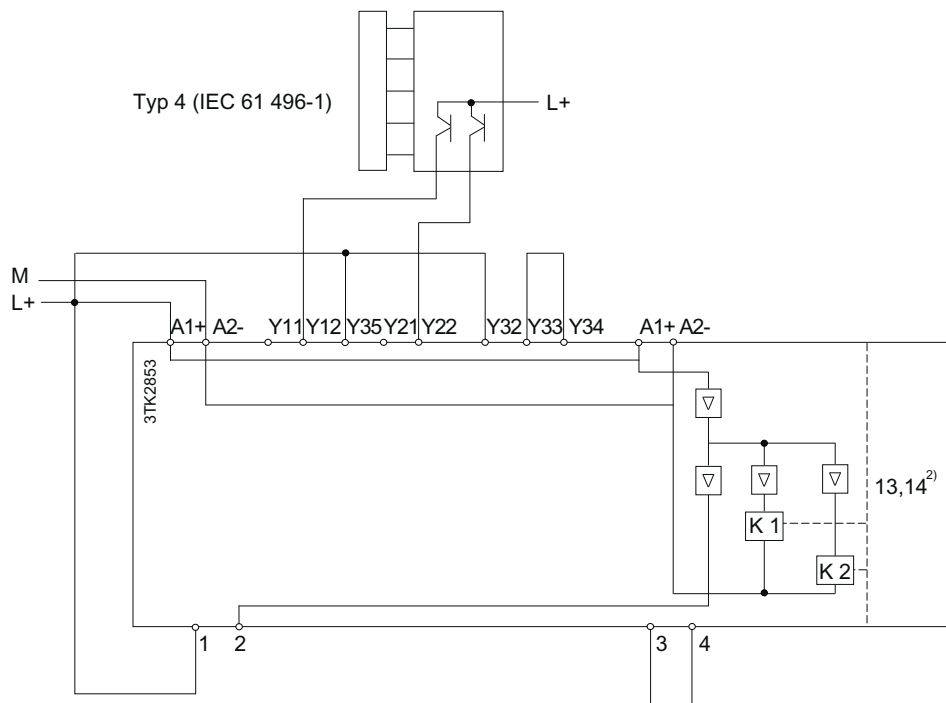 Typ 4 (IEC 61 496-1)
L+
M
L+
A1+ A2- Y11 Y12 Y35 Y21 Y22 Y32 Y33 Y34 A1+ A2-
3TK2853
13,14²⁾
K 1
K 2
1 2 3 4